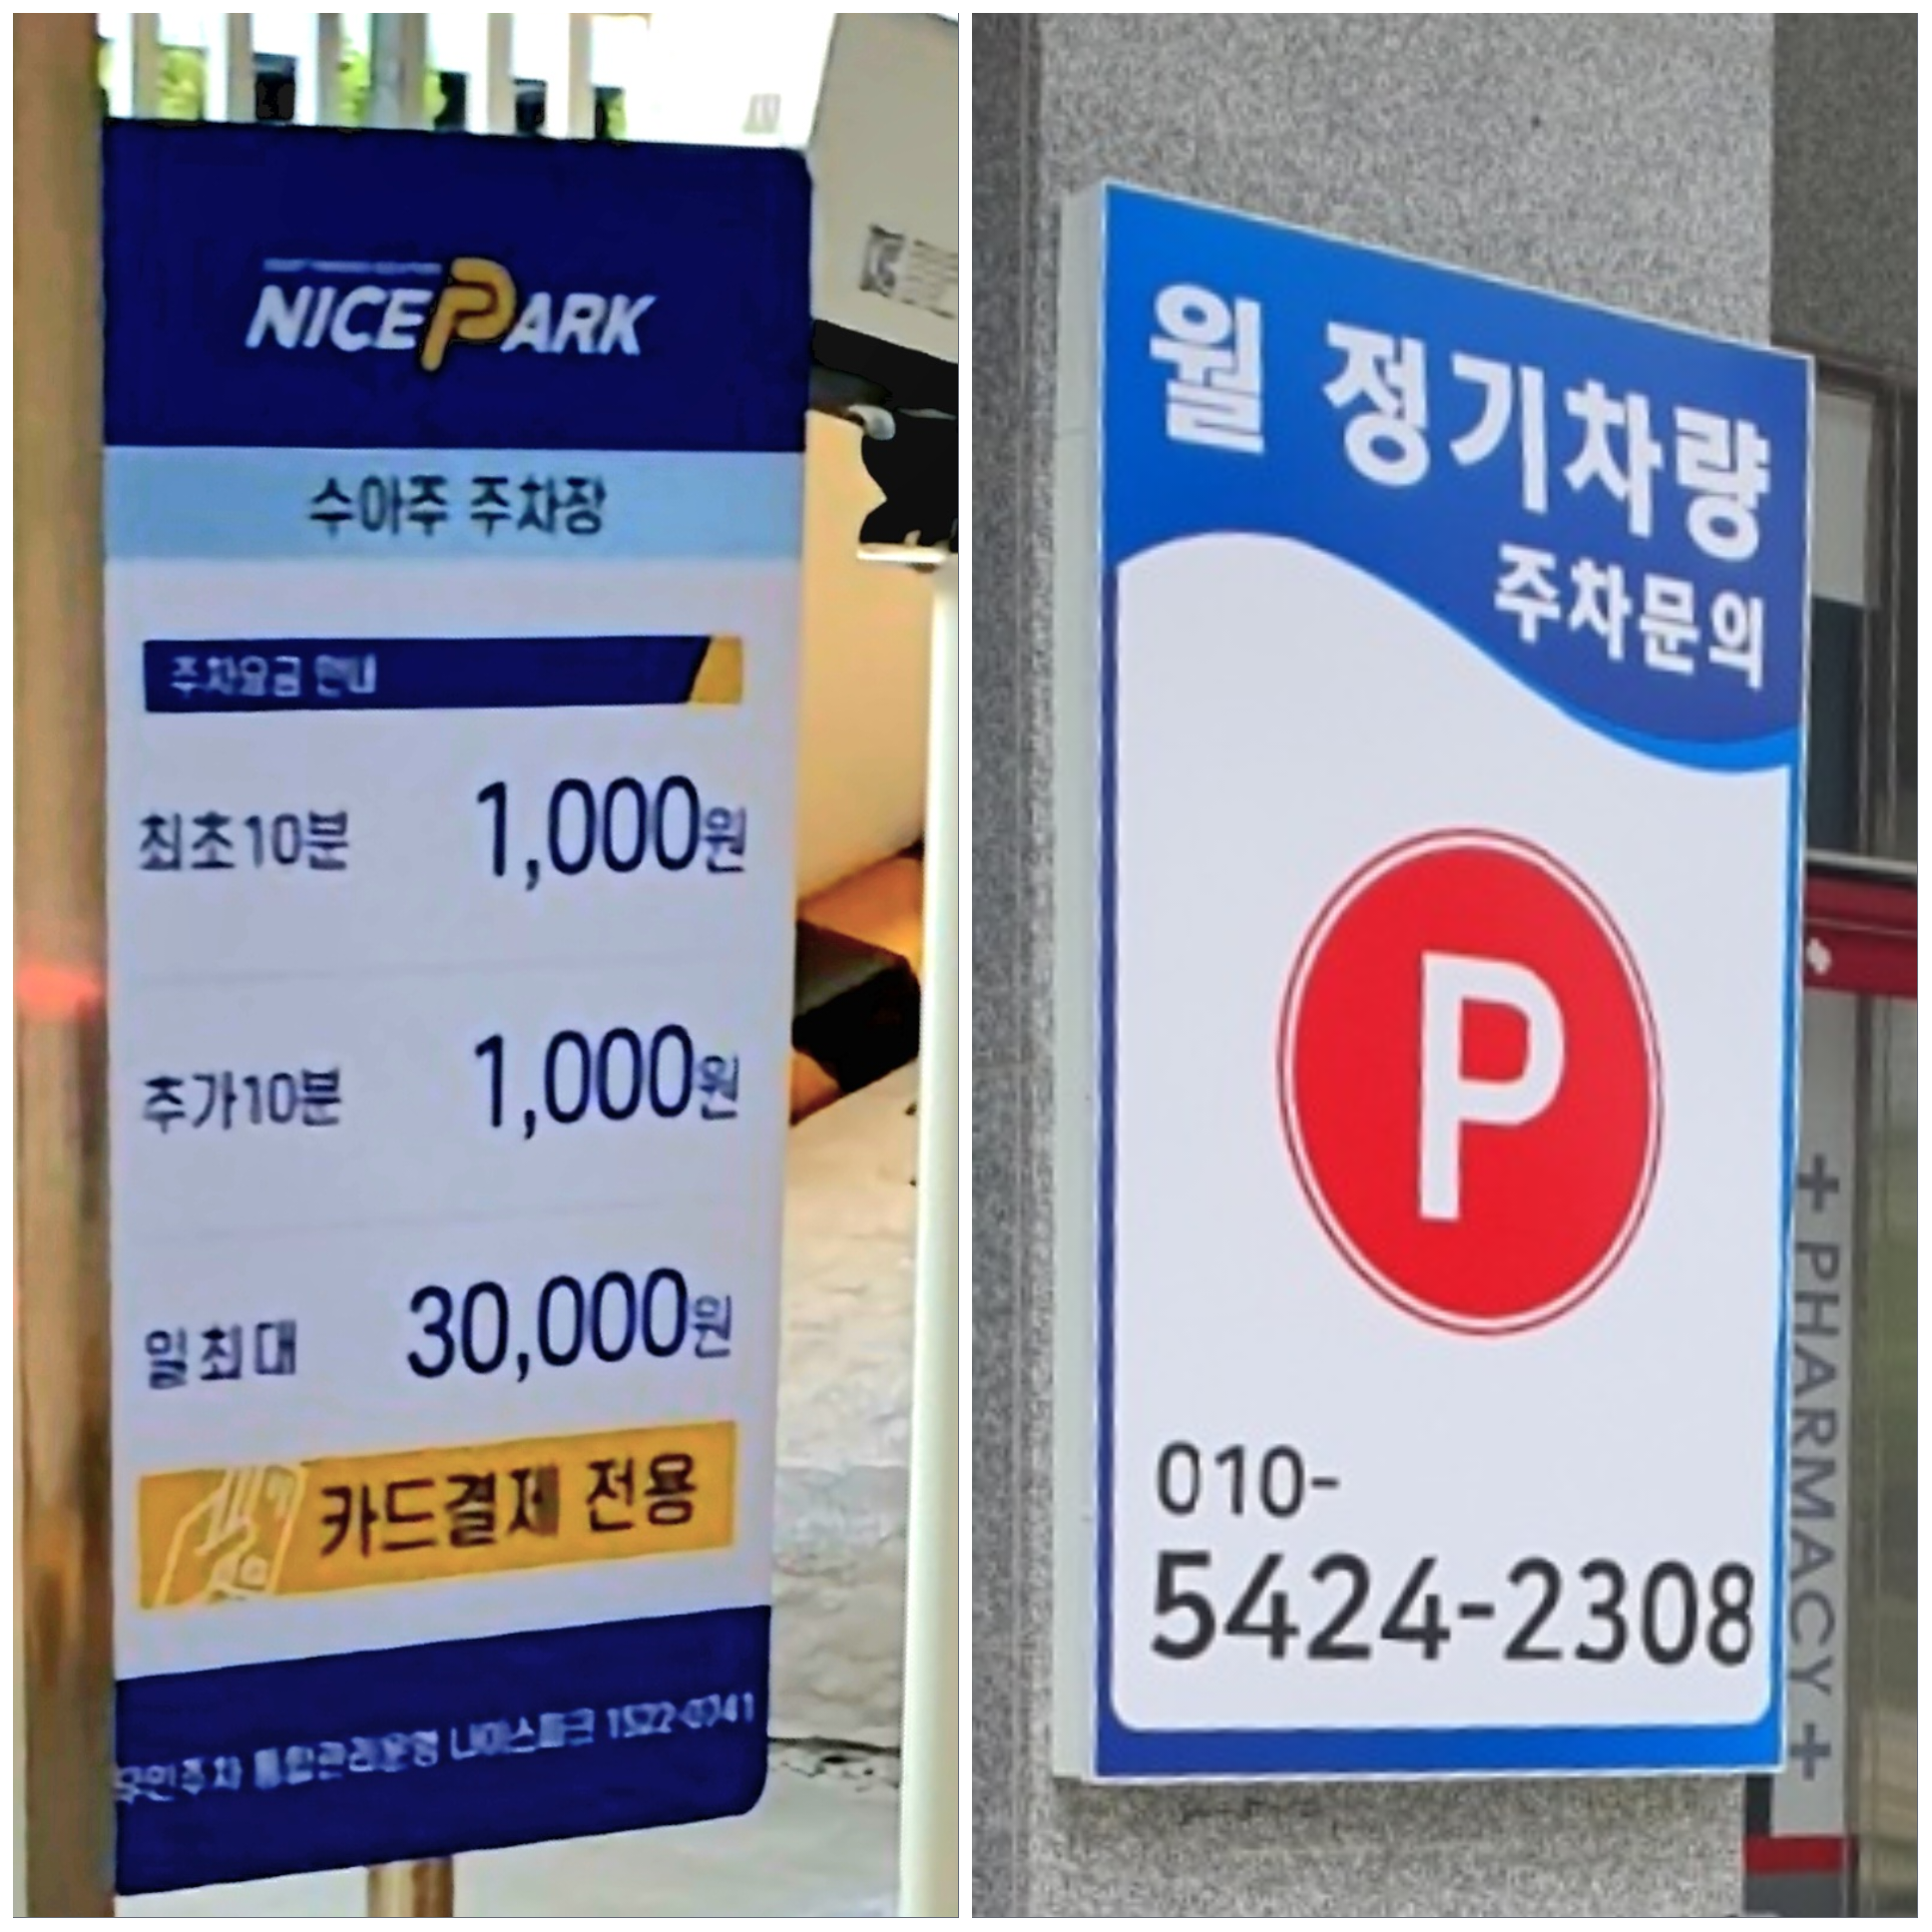 NICEPARK
수아주 주차장
주차요금 안내
최초10분 1,000원
추가10분 1,000원
일최대 30,000원
카드결제 전용
무인주차 통합관리운영 나이스파크 1522-0741
월 정기차량
주차문의
P
010-
5424-2308
+ PHARMACY +